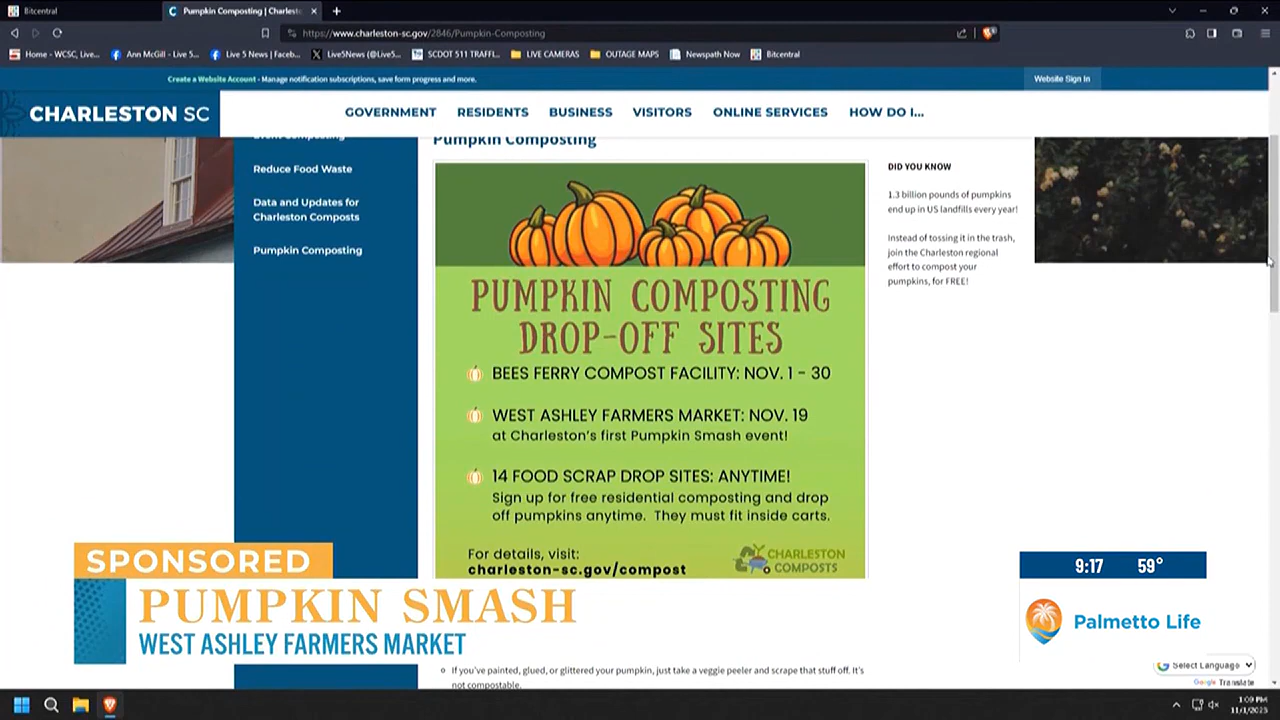 Bitcentral
Pumpkin Composting | Charlest
https://www.charleston-sc.gov/2846/Pumpkin-Composting
Home - WCSC, Live...
Ann McGill - Live 5...
Live 5 News | Faceb...
Live5News (@Live5...
SCDOT 511 TRAFFI...
LIVE CAMERAS
OUTAGE MAPS
Newspath Now
Bitcentral
Create a Website Account - Manage notification subscriptions, save form progress and more.
Website Sign In
CHARLESTON SC
GOVERNMENT
RESIDENTS
BUSINESS
VISITORS
ONLINE SERVICES
HOW DO I...
Reduce Food Waste
Data and Updates for
Charleston Composts
Pumpkin Composting
Pumpkin Composting
PUMPKIN COMPOSTING
DROP-OFF SITES
BEES FERRY COMPOST FACILITY: NOV. 1 - 30
WEST ASHLEY FARMERS MARKET: NOV. 19
at Charleston's first Pumpkin Smash event!
14 FOOD SCRAP DROP SITES: ANYTIME!
Sign up for free residential composting and drop
off pumpkins anytime. They must fit inside carts.
For details, visit:
charleston-sc.gov/compost
CHARLESTON
COMPOSTS
DID YOU KNOW
1.3 billion pounds of pumpkins
end up in US landfills every year!
Instead of tossing it in the trash,
join the Charleston regional
effort to compost your
pumpkins, for FREE!
SPONSORED
PUMPKIN SMASH
WEST ASHLEY FARMERS MARKET
9:17 59°
Palmetto Life
If you've painted, glued, or glittered your pumpkin, just take a veggie peeler and scrape that stuff off. It's
not compostable.
Select Language
Google Translate
1:09 PM
11/1/2023